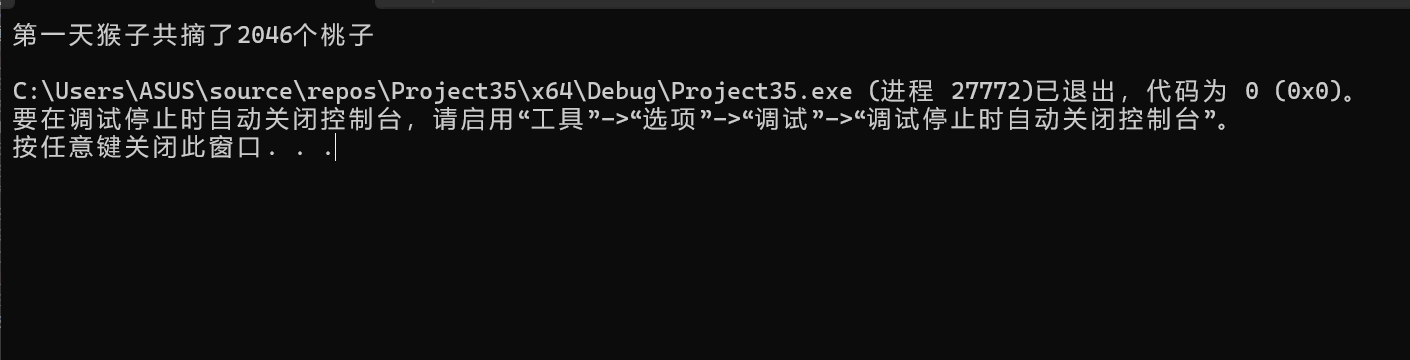 第一天猴子共摘了2046个桃子
C:\Users\ASUS\source\repos\Project35\x64\Debug\Project35.exe (进程 27772)已退出，代码为 0 (0x0)。
要在调试停止时自动关闭控制台，请启用“工具”->“选项”->“调试”->“调试停止时自动关闭控制台”。
按任意键关闭此窗口. . .